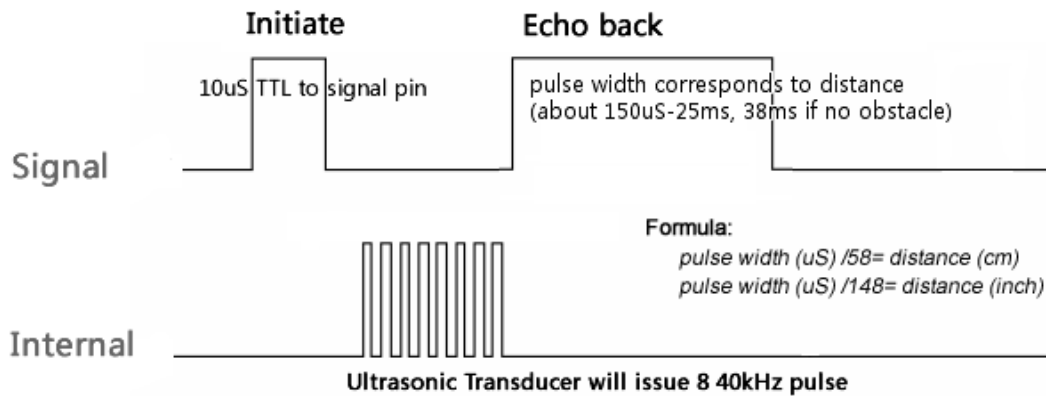 Initiate
Echo back
10uS TTL to signal pin
pulse width corresponds to distance
(about 150uS-25ms, 38ms if no obstacle)
Signal
Formula:
pulse width (uS) /58= distance (cm)
pulse width (uS) /148= distance (inch)
Internal
Ultrasonic Transducer will issue 8 40kHz pulse